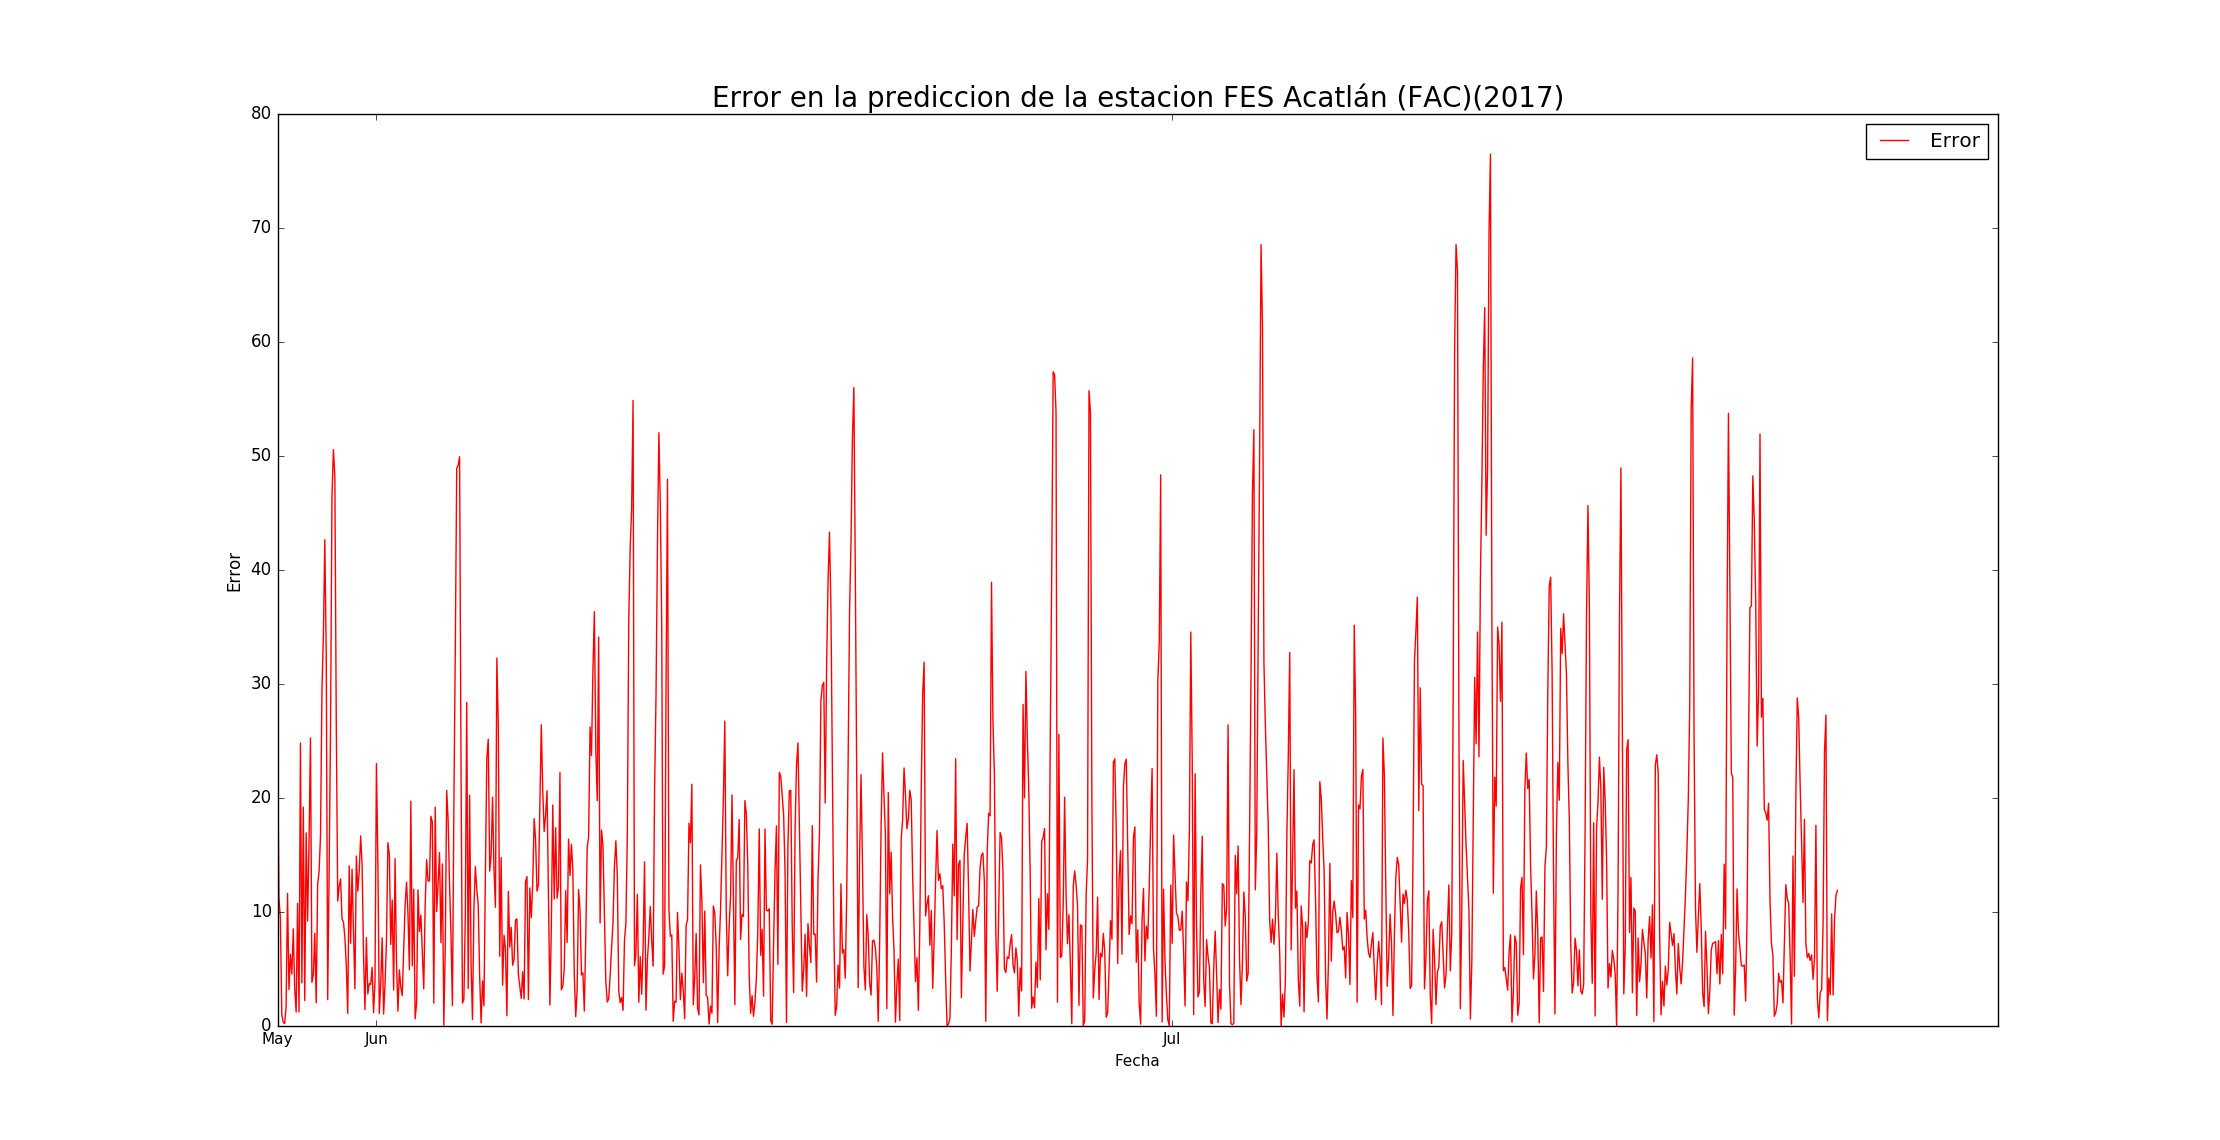 Error en la prediccion de la estacion FES Acatlán (FAC)(2017)
80
70
60
50
40
30
20
10
0
Error
Error
May
Jun
Jul
Fecha